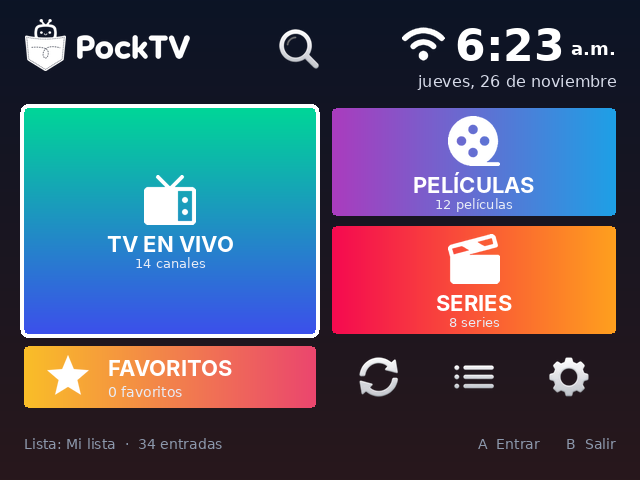 PockTV
6:23 a.m.
jueves, 26 de noviembre
TV EN VIVO
14 canales
PELÍCULAS
12 películas
SERIES
8 series
FAVORITOS
0 favoritos
Lista: Mi lista · 34 entradas
A Entrar B Salir